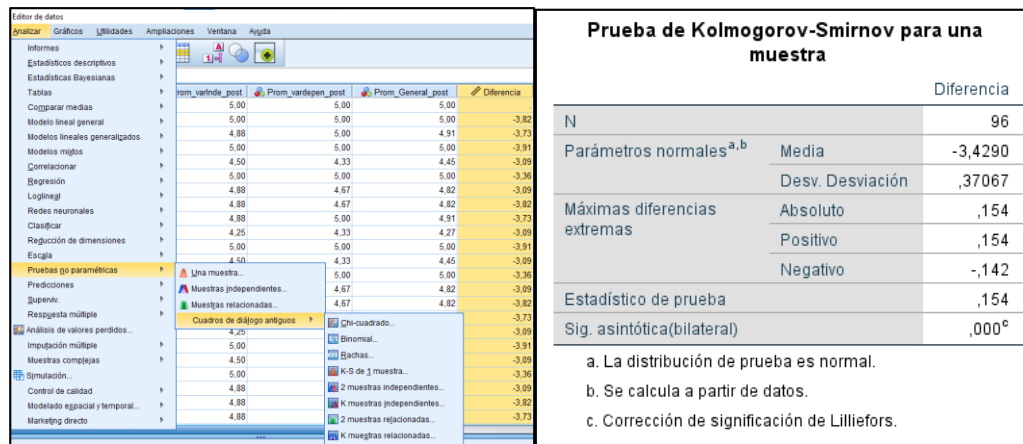 Editor de datos
Analizar Gráficos Utilidades Ampliaciones Ventana Ayuda
Informes
Estadísticos descriptivos
Estadísticas Bayesianas
Tablas
Comparar medias
Modelo lineal general
Modelos lineales generalizados
Modelos mixtos
Correlacionar
Regresión
Loglineal
Redes neuronales
Clasificar
Reducción de dimensiones
Escala
Pruebas no paramétricas
Predicciones
Superviv.
Respuesta múltiple
Análisis de valores perdidos...
Imputación múltiple
Muestras complejas
Simulación...
Control de calidad
Modelado espacial y temporal...
Marketing directo
Una muestra...
Muestras independientes...
Muestras relacionadas...
Cuadros de diálogo antiguos
Chi-cuadrado...
Binomial...
Rachas...
K-S de 1 muestra...
2 muestras independientes...
K muestras independientes...
2 muestras relacionadas...
K muestras relacionadas...
rom_varInde_post Prom_vardepen_post Prom_General_post Diferencia
5,00 5,00 5,00 .
5,00 5,00 5,00 -3,82
4,88 5,00 4,91 -3,73
5,00 5,00 5,00 -3,91
4,50 4,33 4,45 -3,09
5,00 5,00 5,00 -3,36
4,88 4,67 4,82 -3,09
4,88 4,67 4,82 -3,82
4,88 5,00 4,91 -3,73
4,25 4,33 4,27 -3,09
5,00 5,00 5,00 -3,91
4,50 4,33 4,45 -3,09
5,00 5,00 -3,36
4,67 4,82 -3,09
4,67 4,82 -3,82
-3,73
4,25 -3,09
5,00 -3,91
4,50 -3,09
5,00 -3,36
4,88 -3,09
4,88 -3,82
4,88 -3,73
Prueba de Kolmogorov-Smirnov para una
muestra
Diferencia
N 96
Parámetros normales a,b Media -3,4290
Desv. Desviación ,37067
Máximas diferencias
extremas
Absoluto ,154
Positivo ,154
Negativo -,142
Estadístico de prueba ,154
Sig. asintótica(bilateral) ,000c
a. La distribución de prueba es normal.
b. Se calcula a partir de datos.
c. Corrección de significación de Lilliefors.